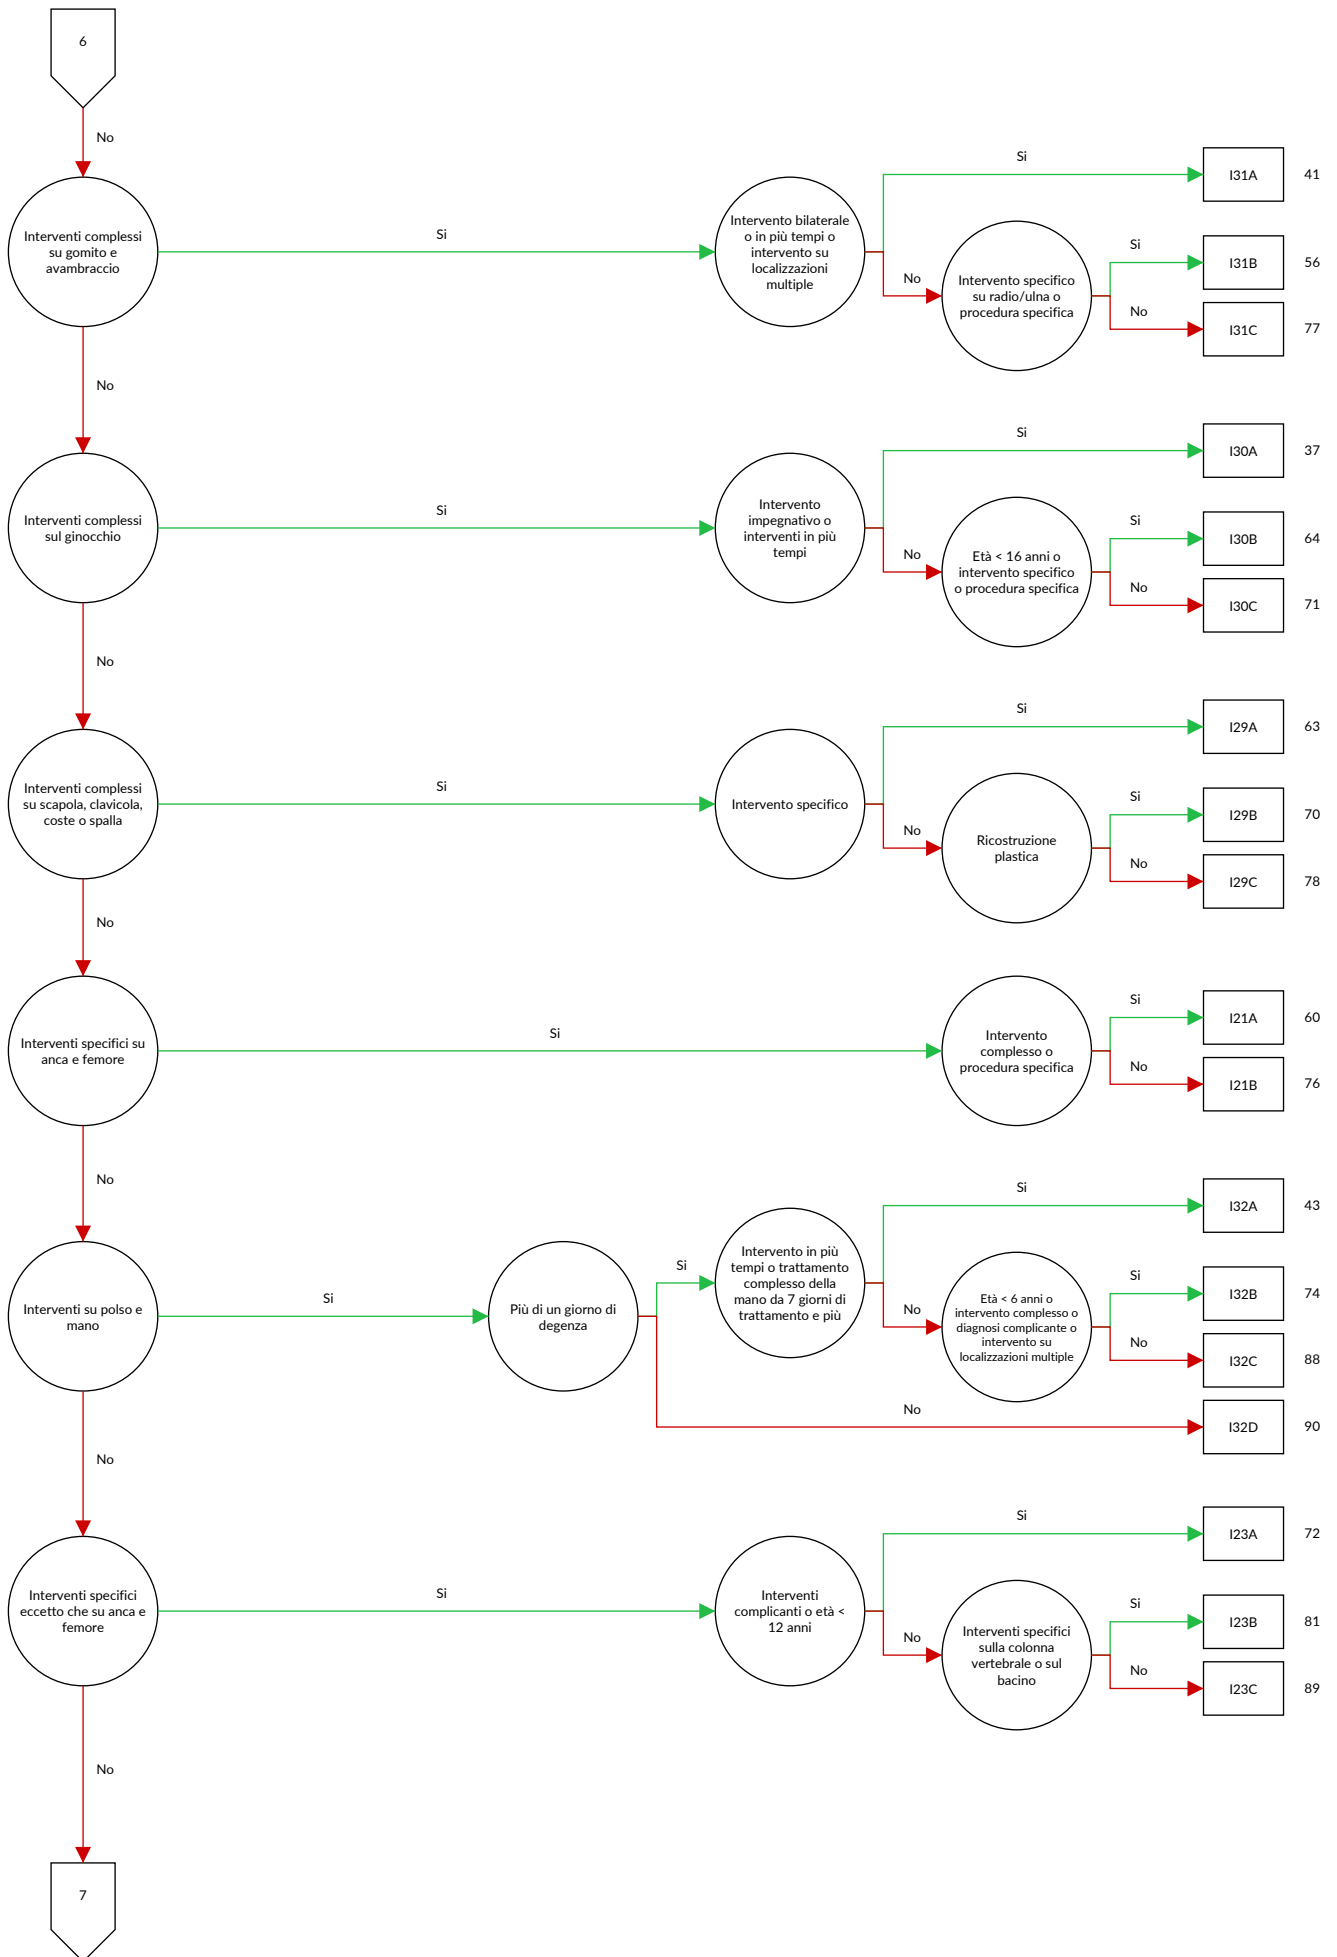 6
No
Si
I31A
41
Interventi complessi
su gomito e
avambraccio
Si
Intervento bilaterale
o in più tempi o
intervento su
localizzazioni
multiple
No
Intervento specifico
su radio/ulna o
procedura specifica
Si
I31B
56
No
I31C
77
No
Si
I30A
37
Interventi complessi
sul ginocchio
Si
Intervento
impegnativo o
interventi in più
tempi
No
Età < 16 anni o
intervento specifico
o procedura specifica
Si
I30B
64
No
I30C
71
No
Si
I29A
63
Interventi complessi
su scapola, clavicola,
coste o spalla
Si
Intervento specifico
No
Ricostruzione
plastica
Si
I29B
70
No
I29C
78
No
Interventi specifici su
anca e femore
Si
Intervento
complesso o
procedura specifica
Si
I21A
60
No
I21B
76
No
Si
I32A
43
Interventi su polso e
mano
Si
Più di un giorno di
degenza
Si
Intervento in più
tempi o trattamento
complesso della
mano da 7 giorni di
trattamento e più
No
Età < 6 anni o
intervento complesso o
diagnosi complicante o
intervento su
localizzazioni multiple
Si
I32B
74
No
I32C
88
No
I32D
90
No
Si
I23A
72
Interventi specifici
eccetto che su anca e
femore
Si
Interventi
complicanti o età <
12 anni
No
Interventi specifici
sulla colonna
vertebrale o sul
bacino
Si
I23B
81
No
I23C
89
No
7